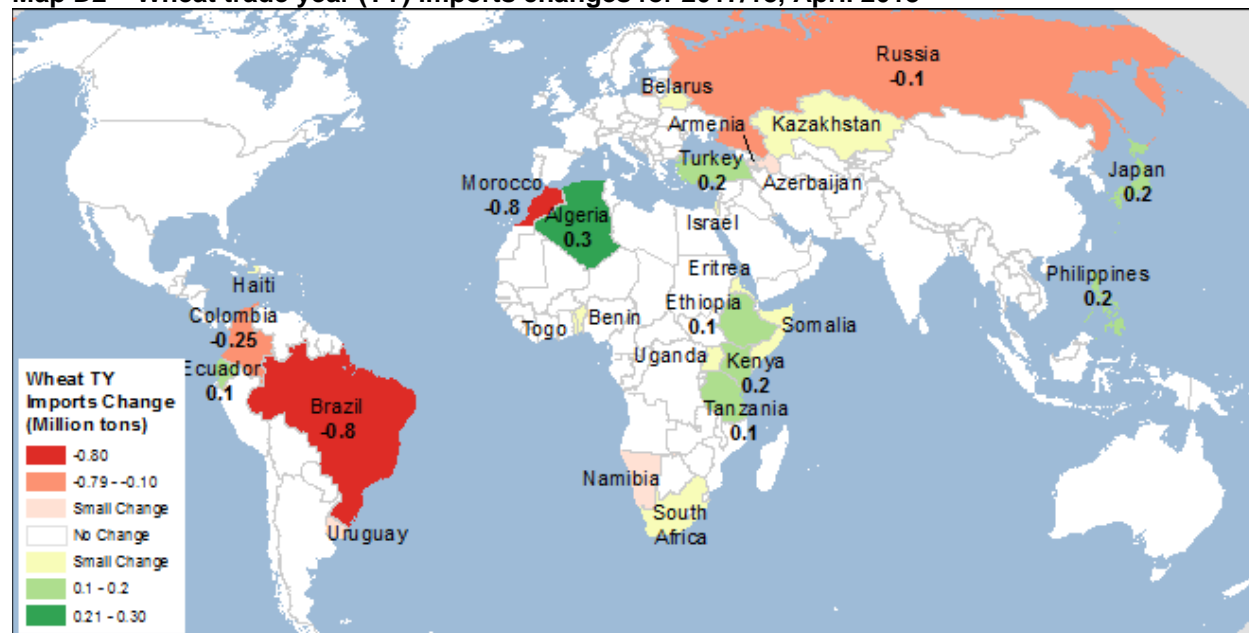 Map D2 – Wheat trade year (TY) imports changes for 2017/18, April 2018
Russia
-0.1
Belarus
Armenia
Kazakhstan
Turkey
0.2
Azerbaijan
Japan
0.2
Morocco
-0.8
Algeria
0.3
Israel
Eritrea
Philippines
0.2
Haiti
Ethiopia
0.1
Colombia
-0.25
Togo
Benin
Somalia
Uganda
Kenya
0.2
Ecuador
0.1
Brazil
-0.8
Tanzania
0.1
Namibia
South
Africa
Uruguay
Wheat TY
Imports Change
(Million tons)
-0.80
-0.79 - -0.10
Small Change
No Change
Small Change
0.1 - 0.2
0.21 - 0.30